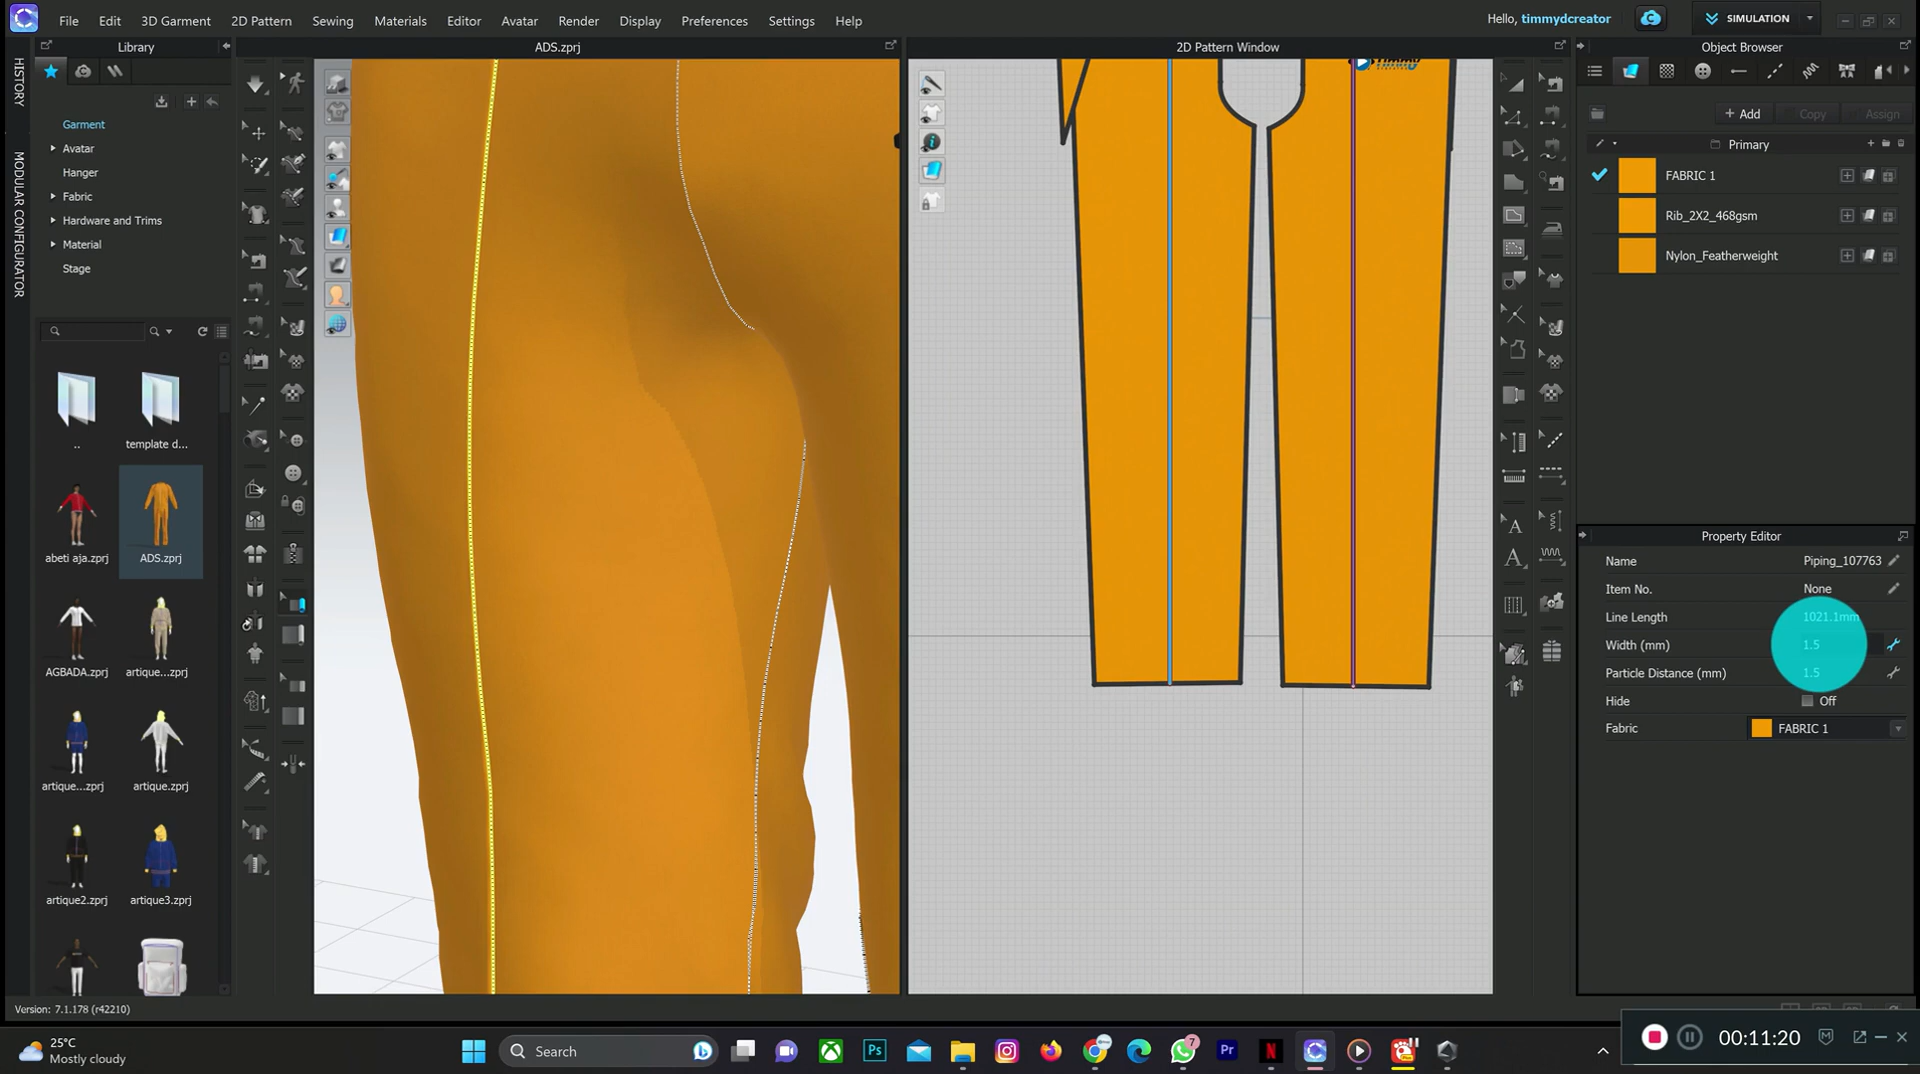 File Edit 3D Garment 2D Pattern Sewing Materials Editor Avatar Render Display Preferences Settings Help
Hello, timmydcreator
SIMULATION
HISTORY
MODULAR CONFIGURATOR
Library
ADS.zprj
2D Pattern Window
Object Browser
Garment
Avatar
Hanger
Fabric
Hardware and Trims
Material
Stage
..
template d...
abeti aja.zprj
ADS.zprj
AGBADA.zprj
artique...zprj
artique...zprj
artique.zprj
artique2.zprj
artique3.zprj
+ Add Copy Assign
Primary
FABRIC 1
Rib_2X2_468gsm
Nylon_Featherweight
Property Editor
Name Piping_107763
Item No. None
Line Length 1021.1mm
Width (mm) 1.5
Particle Distance (mm) 1.5
Hide Off
Fabric FABRIC 1
Version: 7.1.178 (r42210)
25°C
Mostly cloudy
Search
Ps
7
Pr
N
00:11:20